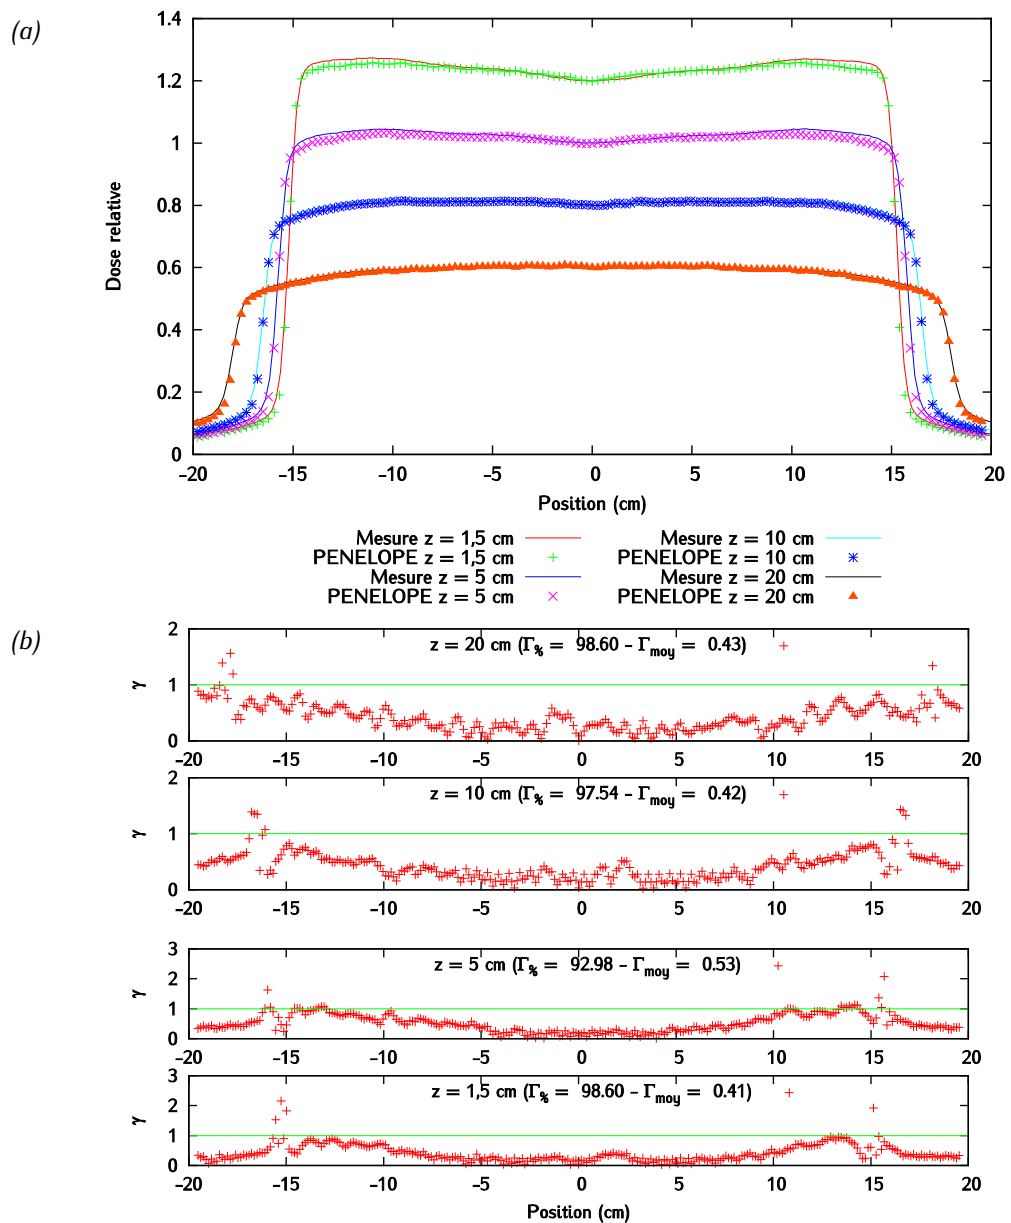 (a)
1.4
1.2
1
0.8
0.6
0.4
0.2
0
Dose relative
−20 −15 −10 −5 0 5 10 15 20
Position (cm)
Mesure z = 1,5 cm
PENELOPE z = 1,5 cm
Mesure z = 5 cm
PENELOPE z = 5 cm
Mesure z = 10 cm
PENELOPE z = 10 cm
Mesure z = 20 cm
PENELOPE z = 20 cm
(b)
z = 20 cm (Γ% = 98.60 − Γmoy = 0.43)
2
1
0
γ
−20 −15 −10 −5 0 5 10 15 20
z = 10 cm (Γ% = 97.54 − Γmoy = 0.42)
2
1
0
γ
−20 −15 −10 −5 0 5 10 15 20
z = 5 cm (Γ% = 92.98 − Γmoy = 0.53)
3
2
1
0
γ
−20 −15 −10 −5 0 5 10 15 20
z = 1,5 cm (Γ% = 98.60 − Γmoy = 0.41)
3
2
1
0
γ
−20 −15 −10 −5 0 5 10 15 20
Position (cm)